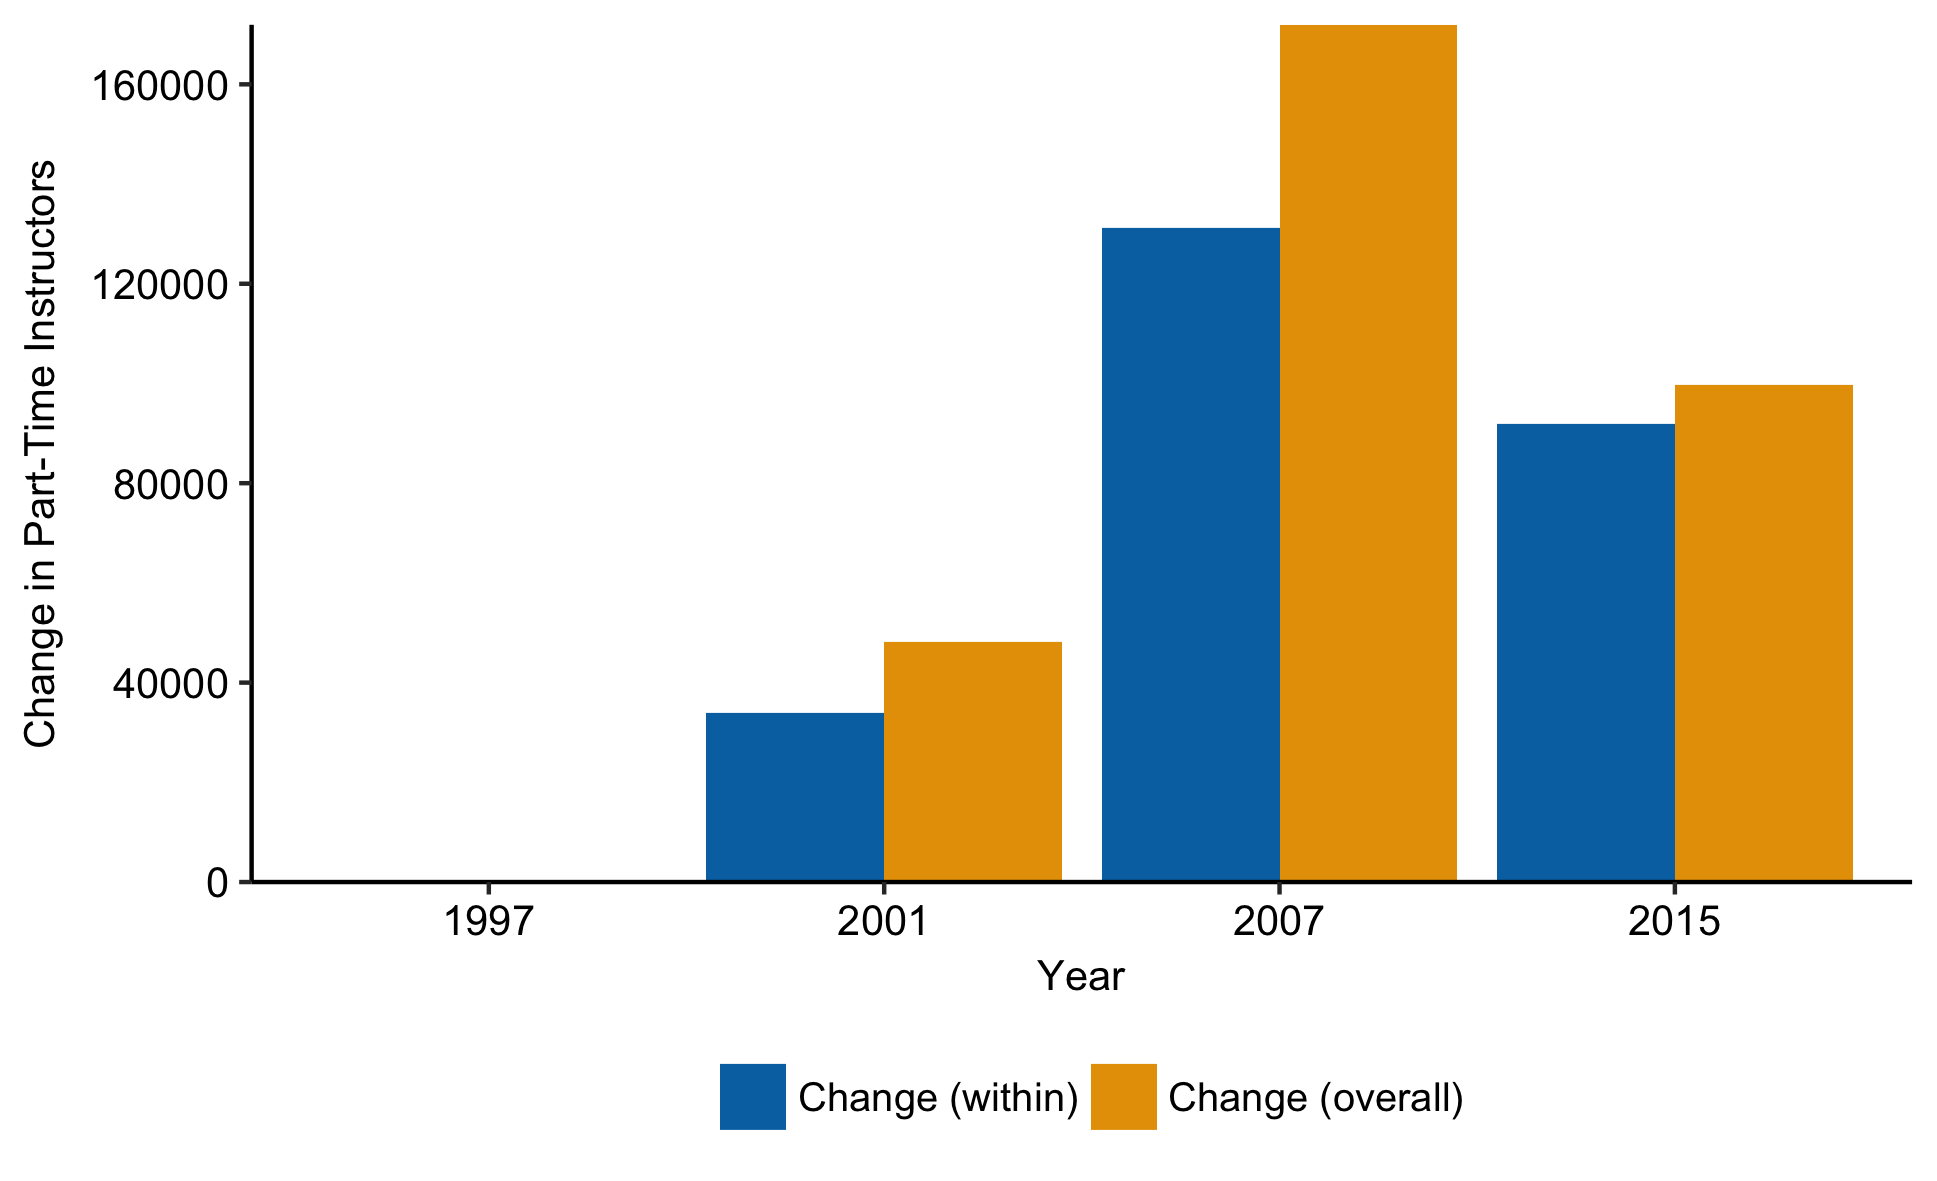 Change in Part-Time Instructors
160000
120000
80000
40000
0
1997 2001 2007 2015
Year
Change (within) Change (overall)